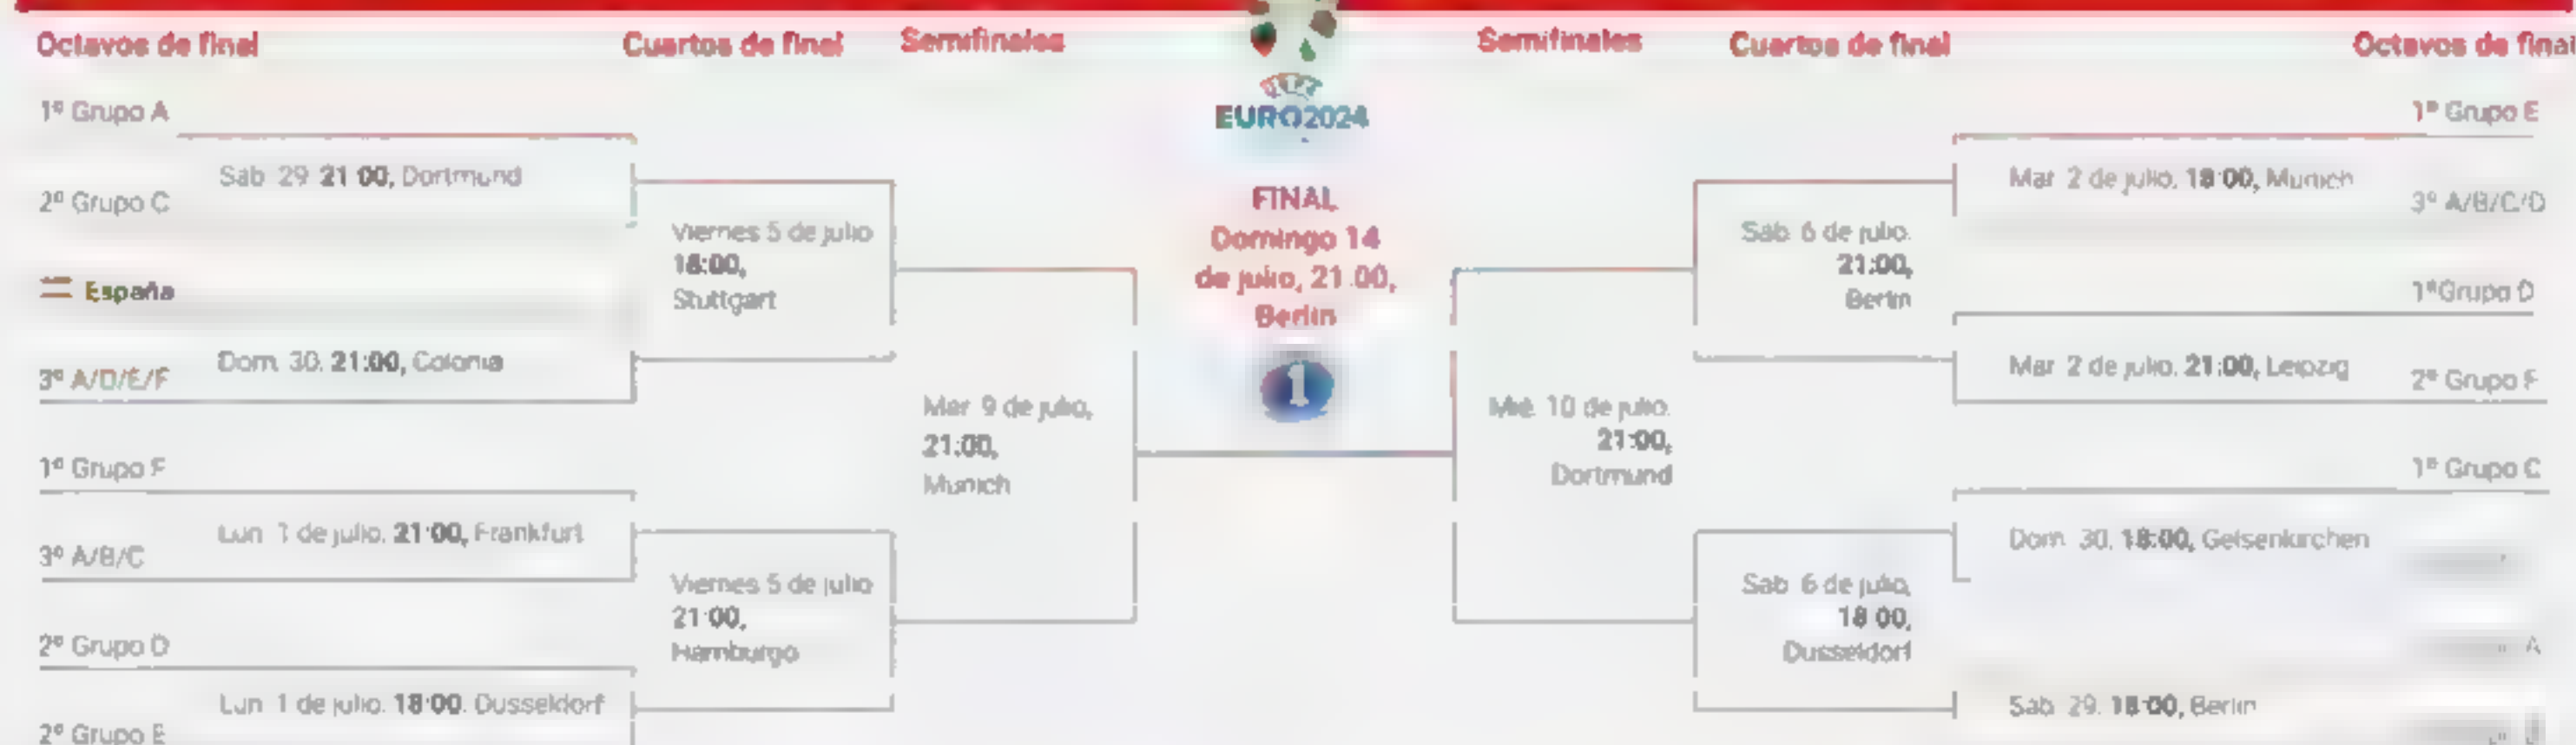 Octavos de final
Cuartos de final
Semifinales
EURO2024
Semifinales
Cuartos de final
Octavos de final
1º Grupo A
Sab 29 21 00, Dortmund
2º Grupo C
España
Dom. 30. 21:00, Colonia
3º A/D/E/F
1º Grupo F
Lun 1 de julio. 21:00, Frankfurt
3º A/B/C
2º Grupo D
Lun 1 de julio. 18:00. Dusseldorf
2º Grupo E
Viernes 5 de julio
18:00,
Stuttgart
Viernes 5 de julio
21:00,
Hamburgo
Mar 9 de julio,
21:00,
Munich
FINAL
Domingo 14
de julio, 21.00,
Berlin
1
Mié. 10 de julio.
21:00,
Dortmund
Sab 6 de julio.
21:00,
Berlin
Sab 6 de julio,
18 00,
Dusseldorf
1º Grupo E
Mar 2 de julio. 18:00, Munich
3º A/B/C/D
1ºGrupo D
Mar 2 de julio. 21:00, Leipzig
2º Grupo F
1º Grupo C
Dom. 30. 18:00, Gelsenkirchen
A
Sab. 29. 18:00, Berlin